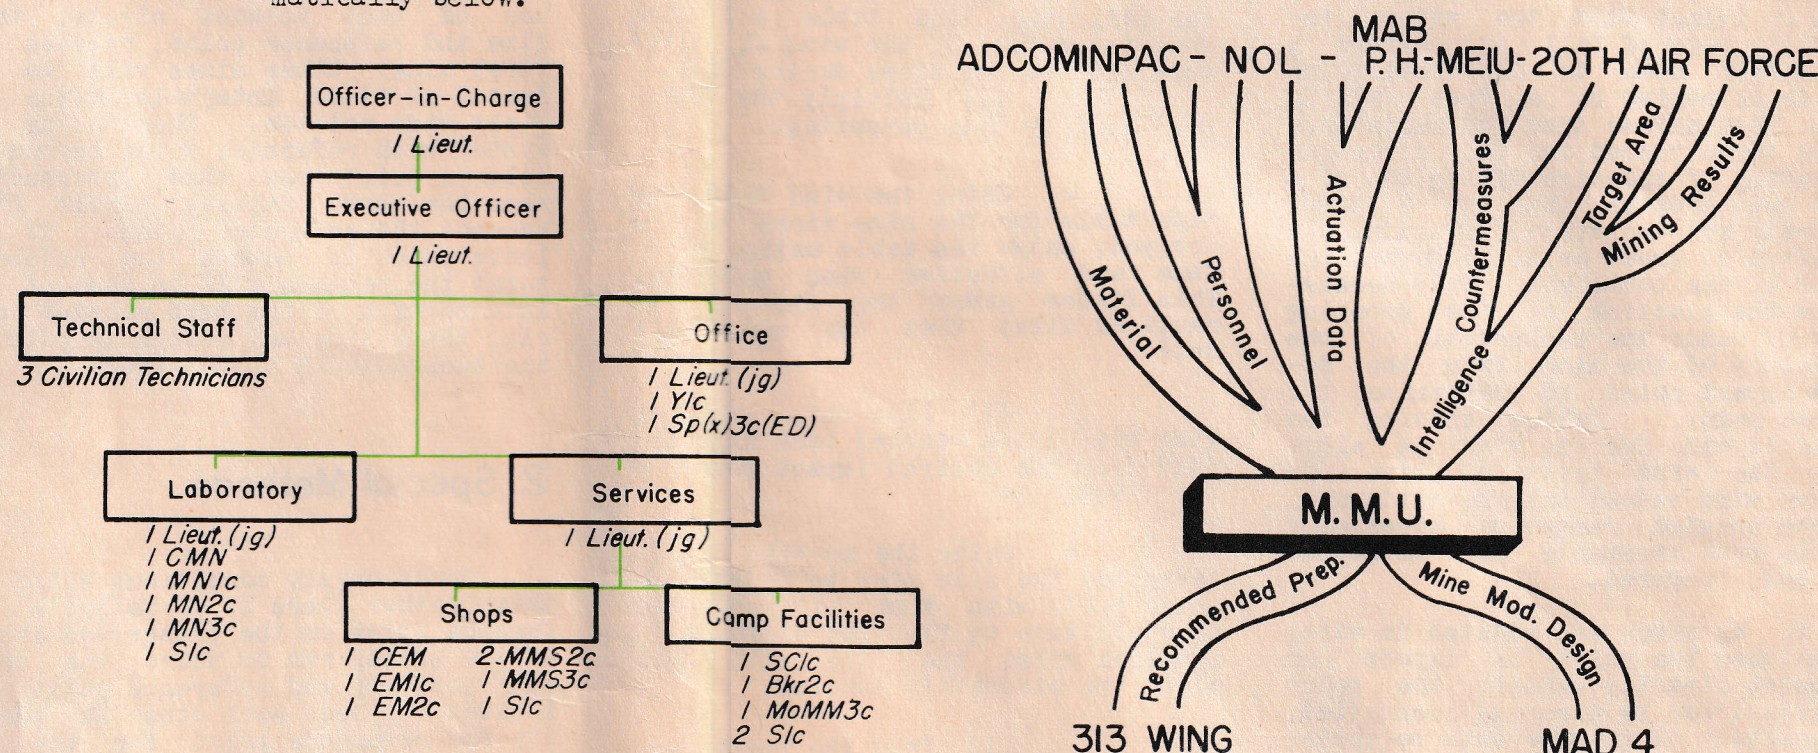 matically below.
Officer-in-Charge
1 Lieut.
Executive Officer
1 Lieut.
Technical Staff
3 Civilian Technicians
Office
1 Lieut. (jg)
1 Y1c
1 Sp(x)3c(ED)
Laboratory
1 Lieut. (jg)
1 CMN
1 MN1c
1 MN2c
1 MN3c
1 S1c
Services
1 Lieut. (jg)
Shops
1 CEM 2 MMS2c
1 EM1c 1 MMS3c
1 EM2c 1 S1c
Camp Facilities
1 SC1c
1 Bkr2c
1 MoMM3c
2 S1c
MAB
ADCOMINPAC - NOL - P.H.-MEIU-20TH AIR FORCE
Material
Personnel
Actuation Data
Countermeasures
Intelligence
Target Area
Mining Results
M. M. U.
Recommended Prep.
Mine Mod. Design
313 WING
MAD 4